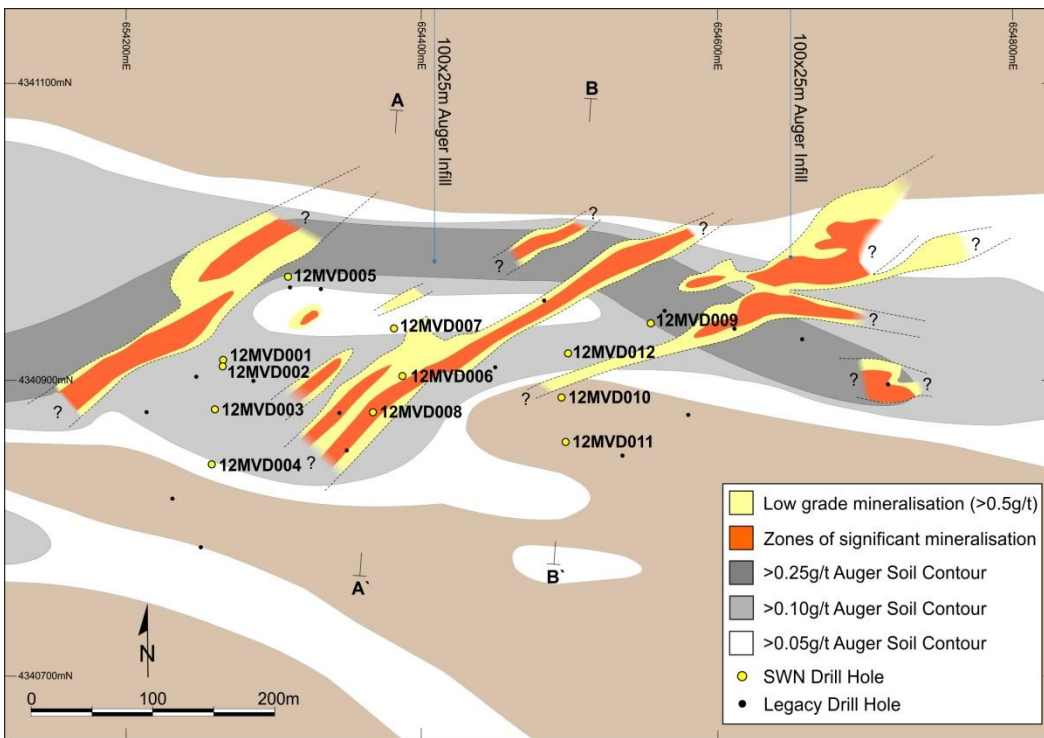 654200mE
654400mE
654600mE
654800mE
4341100mN
100x25m Auger Infill
100x25m Auger Infill
A
B
?
?
?
?
?
12MVD005
?
12MVD007
12MVD009
?
12MVD001
12MVD002
12MVD012
4340900mN
12MVD006
?
?
?
12MVD003
12MVD008
12MVD010
12MVD011
12MVD004
?
A`
B`
N
4340700mN
0 100 200m
Low grade mineralisation (>0.5g/t)
Zones of significant mineralisation
>0.25g/t Auger Soil Contour
>0.10g/t Auger Soil Contour
>0.05g/t Auger Soil Contour
SWN Drill Hole
Legacy Drill Hole